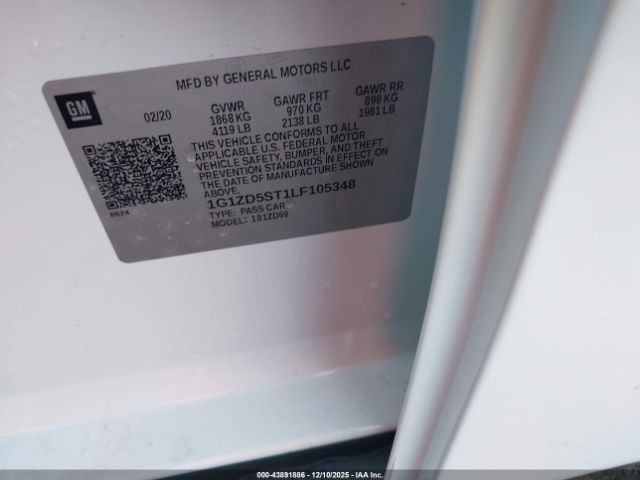 MFD BY GENERAL MOTORS LLC
GM
02/20 GVWR GAWR FRT GAWR RR
1868 KG 970 KG 899 KG
4119 LB 2138 LB 1981 LB
THIS VEHICLE CONFORMS TO ALL
APPLICABLE U.S. FEDERAL MOTOR
VEHICLE SAFETY, BUMPER, AND THEFT
PREVENTION STANDARDS IN EFFECT ON
THE DATE OF MANUFACTURE SHOWN ABOVE.
1G1ZD5ST1LF105348
TYPE: PASS CAR
MODEL: 1B1ZD69
8624
000-43891886 - 12/10/2025 - IAA Inc.